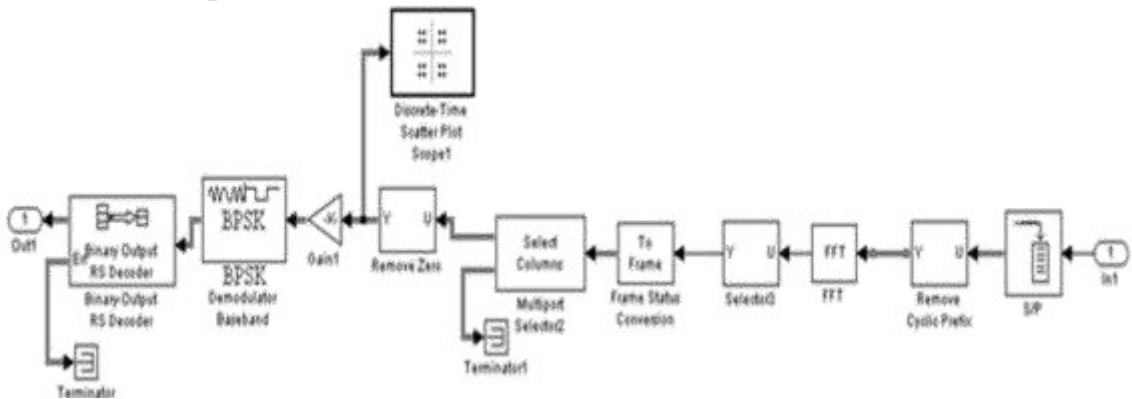 Discrete-Time
Scatter Plot
Scope1
1
Out1
Binary Output
RS Decoder
Err
Binary-Output
RS Decoder
Terminator
BPSK
BPSK
Demodulator
Baseband
-K-
Gain1
Y U
Remove Zero
Select
Columns
Multiport
Selector2
Terminator1
To
Frame
Frame Status
Conversion
Y U
Selector3
FFT
FFT
Y U
Remove
Cyclic Prefix
S/P
1
In1